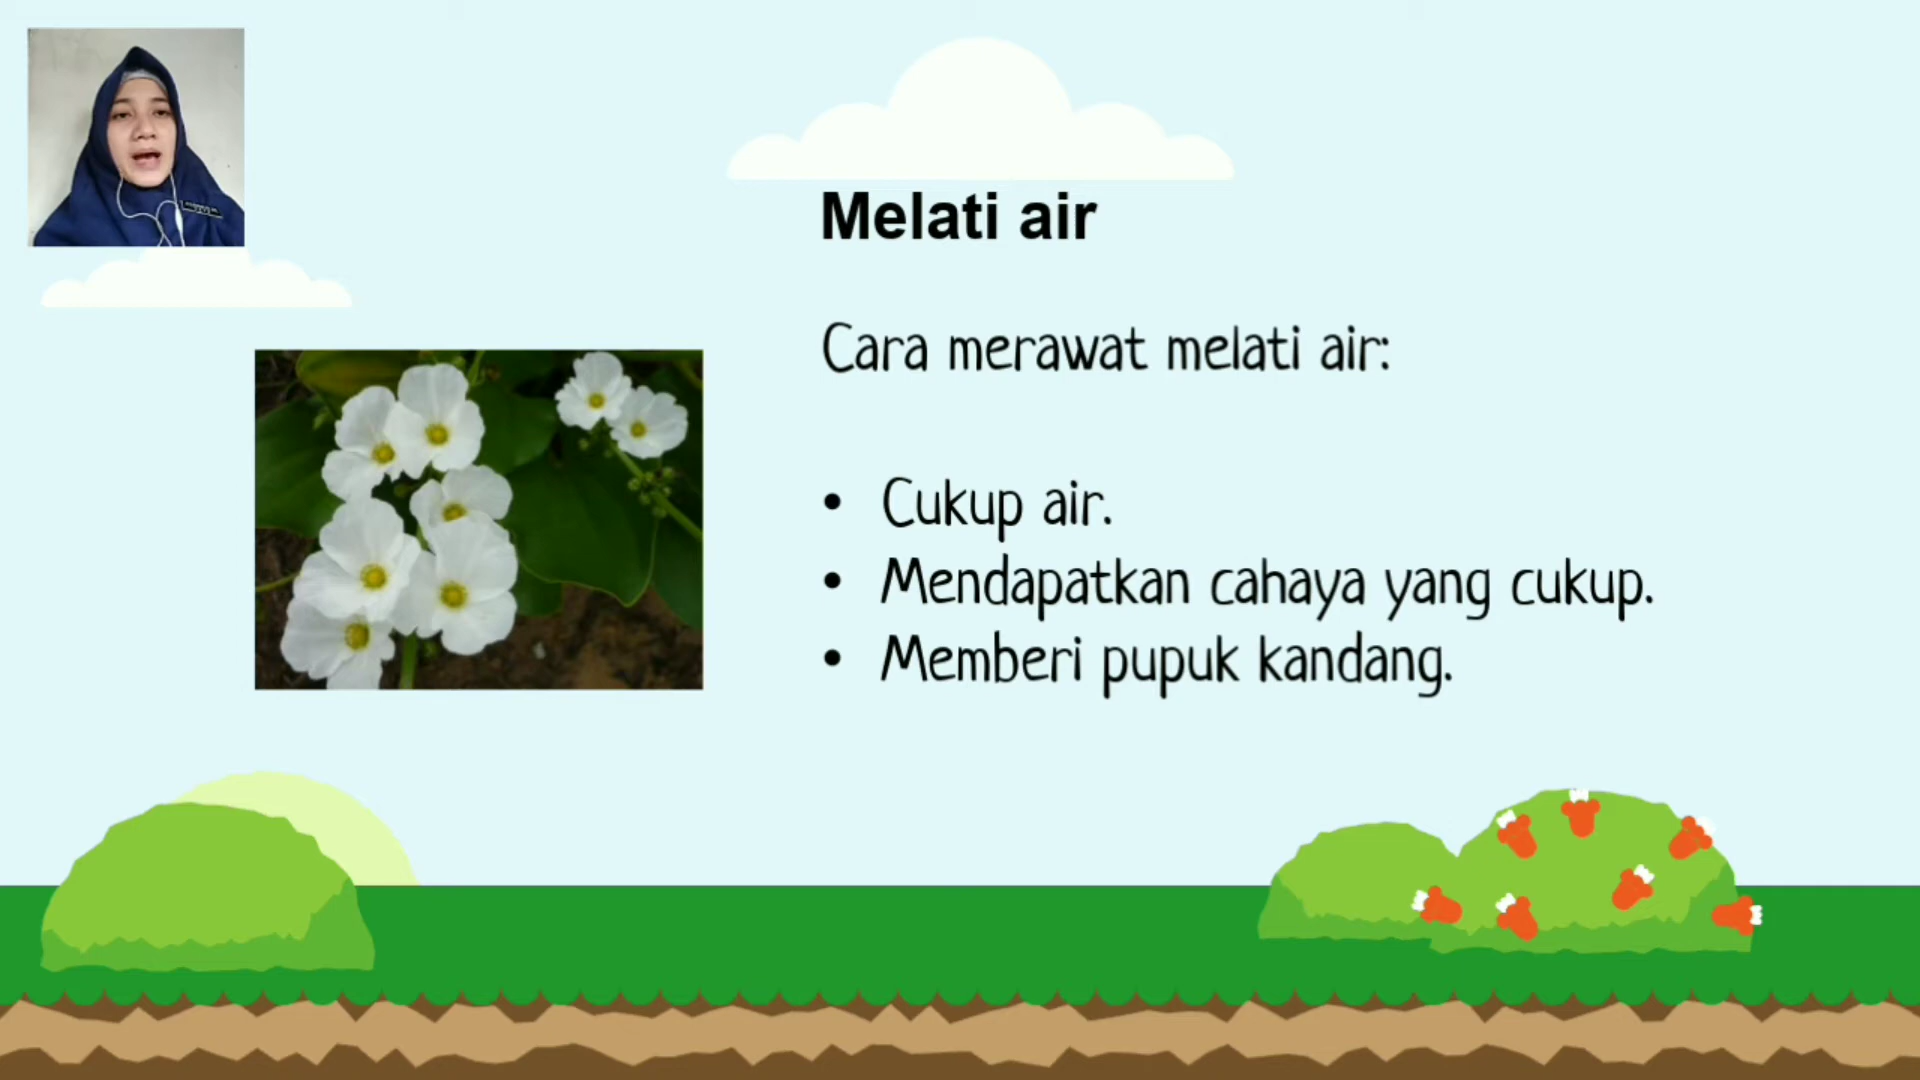 Melati air
Cara merawat melati air:
• Cukup air.
• Mendapatkan cahaya yang cukup.
• Memberi pupuk kandang.